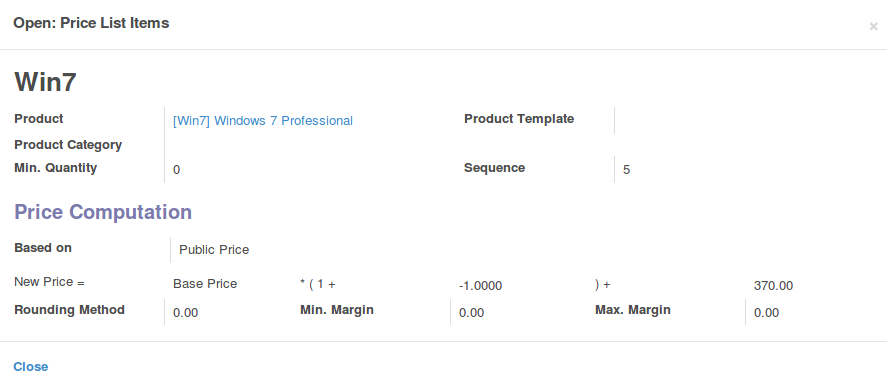 Open: Price List Items
×
Win7
Product [Win7] Windows 7 Professional Product Template
Product Category
Min. Quantity 0 Sequence 5
Price Computation
Based on Public Price
New Price = Base Price * ( 1 + -1.0000 ) + 370.00
Rounding Method 0.00 Min. Margin 0.00 Max. Margin 0.00
Close